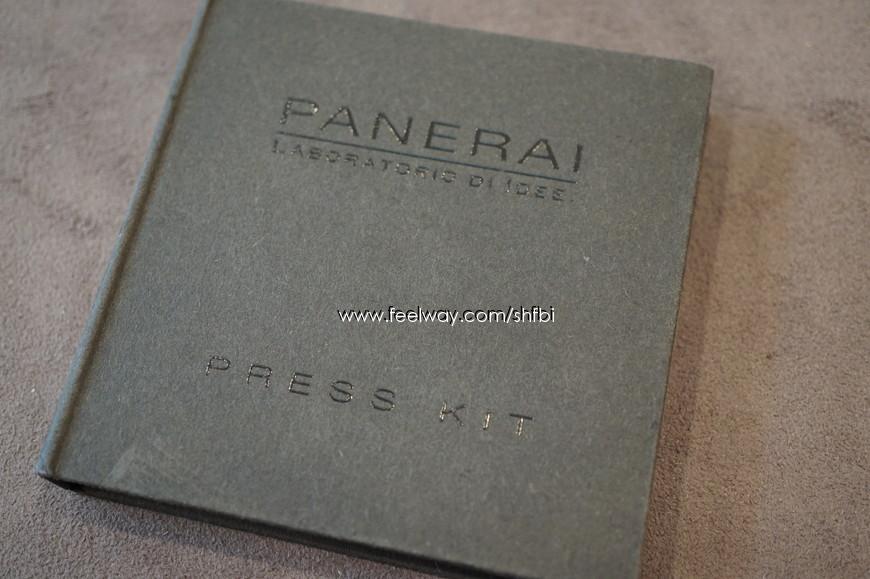 PANERAI
LABORATORIO DI IDEE.
www.feelway.com/shfbi
PRESS KIT